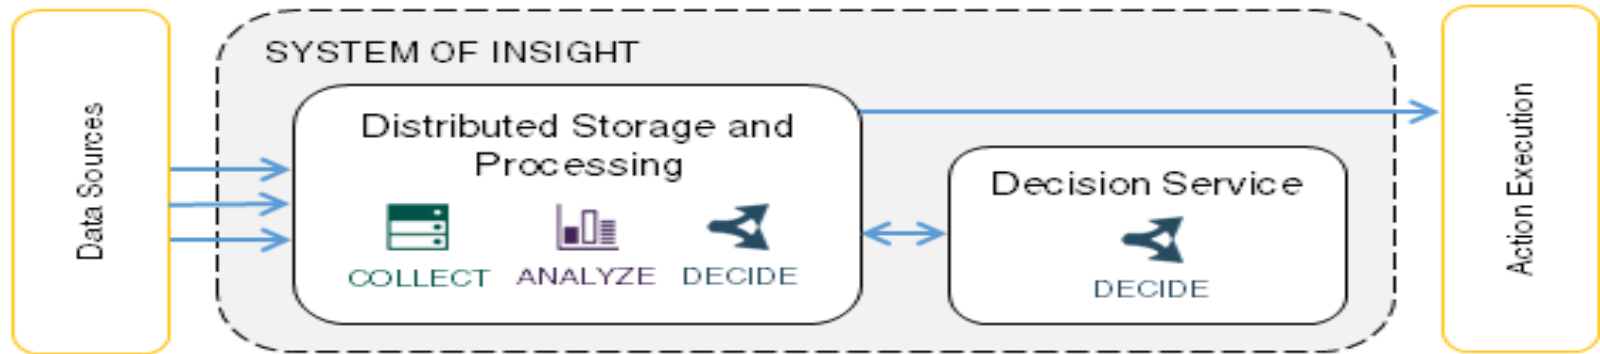 Data Sources
SYSTEM OF INSIGHT
Distributed Storage and
Processing
COLLECT
ANALYZE
DECIDE
Decision Service
DECIDE
Action Execution